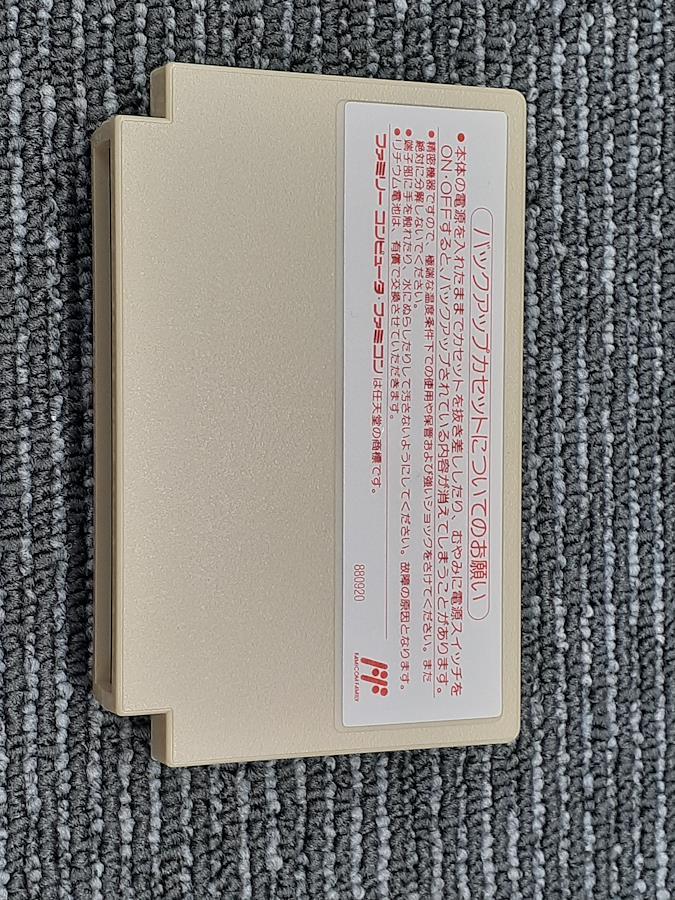 バックアップカセットについてのお願い
●本体の電源を入れたままでカセットを抜き差ししたり、むやみに電源スイッチを
ON・OFFすると、バックアップされている内容が消えてしまうことがあります。
●精密機器ですので、極端な温度条件下での使用や保管および強いショックをさけてください。また
絶対に分解しないでください。
●端子部に手を触れたり、水にぬらしたりして汚さないようにしてください。故障の原因となります。
●リチウム電池は、有償で交換させていただきます。
ファミリー コンピュータ・ファミコンは任天堂の商標です。
880920
FAMICOM FAMILY